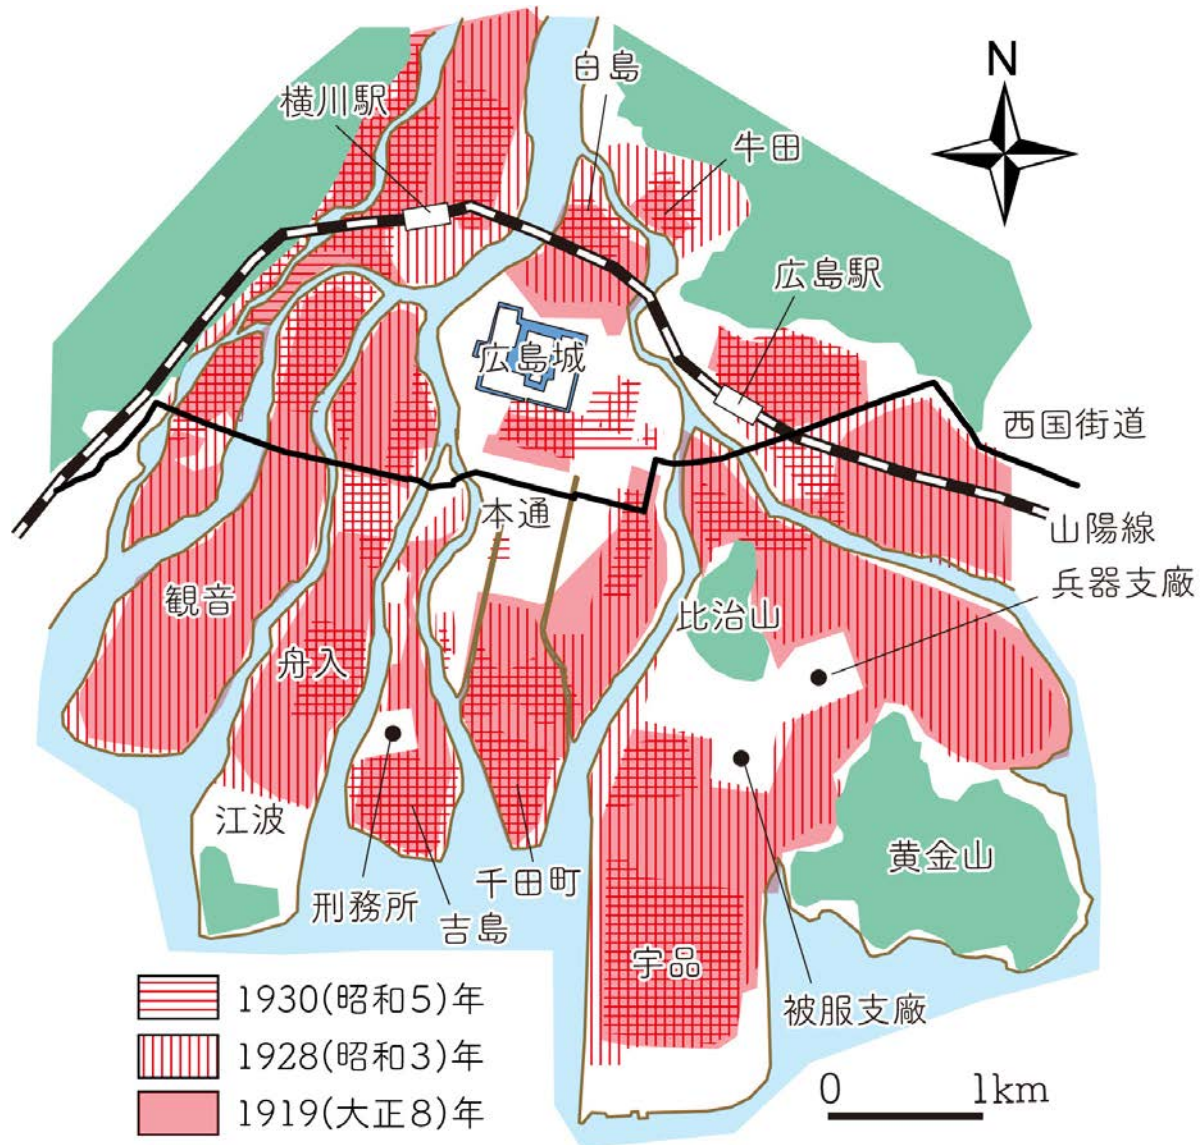 N
白島
横川駅
牛田
広島駅
広島城
西国街道
本通
山陽線
兵器支廠
観音
比治山
舟入
江波
黄金山
千田町
刑務所
吉島
宇品
被服支廠
1930(昭和5)年
1928(昭和3)年
1919(大正8)年
0 1km